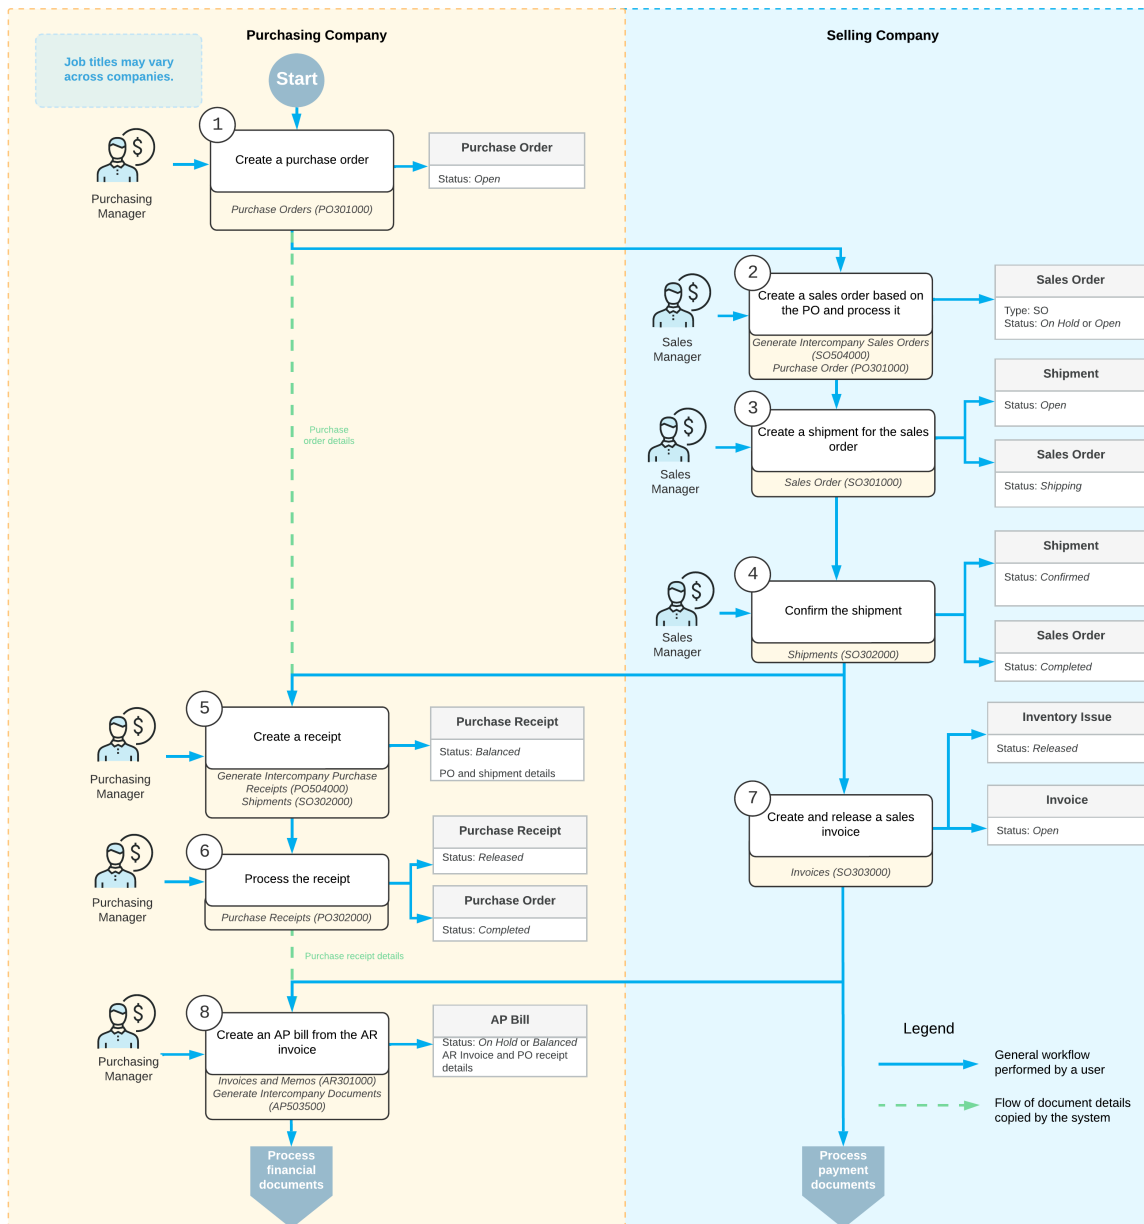 Purchasing Company
Selling Company
Job titles may vary
across companies.
Start
1
Create a purchase order
Purchase Orders (PO301000)
Purchasing
Manager
Purchase Order
Status: Open
2
Create a sales order based on
the PO and process it
Generate Intercompany Sales Orders
(SO504000)
Purchase Order (PO301000)
Sales
Manager
Sales Order
Type: SO
Status: On Hold or Open
3
Create a shipment for the sales
order
Sales Order (SO301000)
Sales
Manager
Shipment
Status: Open
Sales Order
Status: Shipping
Purchase
order details
4
Confirm the shipment
Shipments (SO302000)
Sales
Manager
Shipment
Status: Confirmed
Sales Order
Status: Completed
5
Create a receipt
Generate Intercompany Purchase
Receipts (PO504000)
Shipments (SO302000)
Purchasing
Manager
Purchase Receipt
Status: Balanced
PO and shipment details
6
Process the receipt
Purchase Receipts (PO302000)
Purchasing
Manager
Purchase Receipt
Status: Released
Purchase Order
Status: Completed
7
Create and release a sales
invoice
Invoices (SO303000)
Inventory Issue
Status: Released
Invoice
Status: Open
Purchase receipt details
8
Create an AP bill from the AR
invoice
Invoices and Memos (AR301000)
Generate Intercompany Documents
(AP503500)
Purchasing
Manager
AP Bill
Status: On Hold or Balanced
AR Invoice and PO receipt
details
Legend
General workflow
performed by a user
Flow of document details
copied by the system
Process
financial
documents
Process
payment
documents